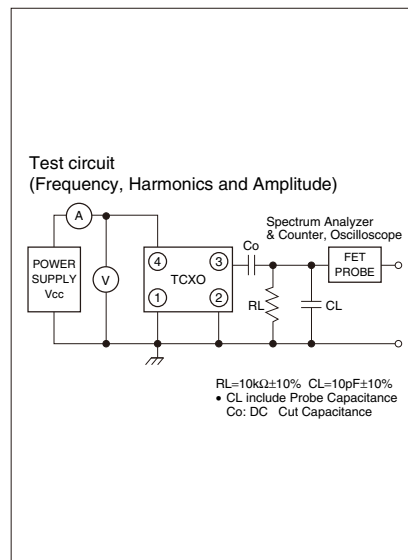 Test circuit
(Frequency, Harmonics and Amplitude)
A
Spectrum Analyzer
& Counter, Oscilloscope
Co
POWER
SUPPLY
Vcc
V
4
3
TCXO
1
2
FET
PROBE
RL
CL
RL=10kΩ±10% CL=10pF±10%
• CL include Probe Capacitance
Co: DC Cut Capacitance